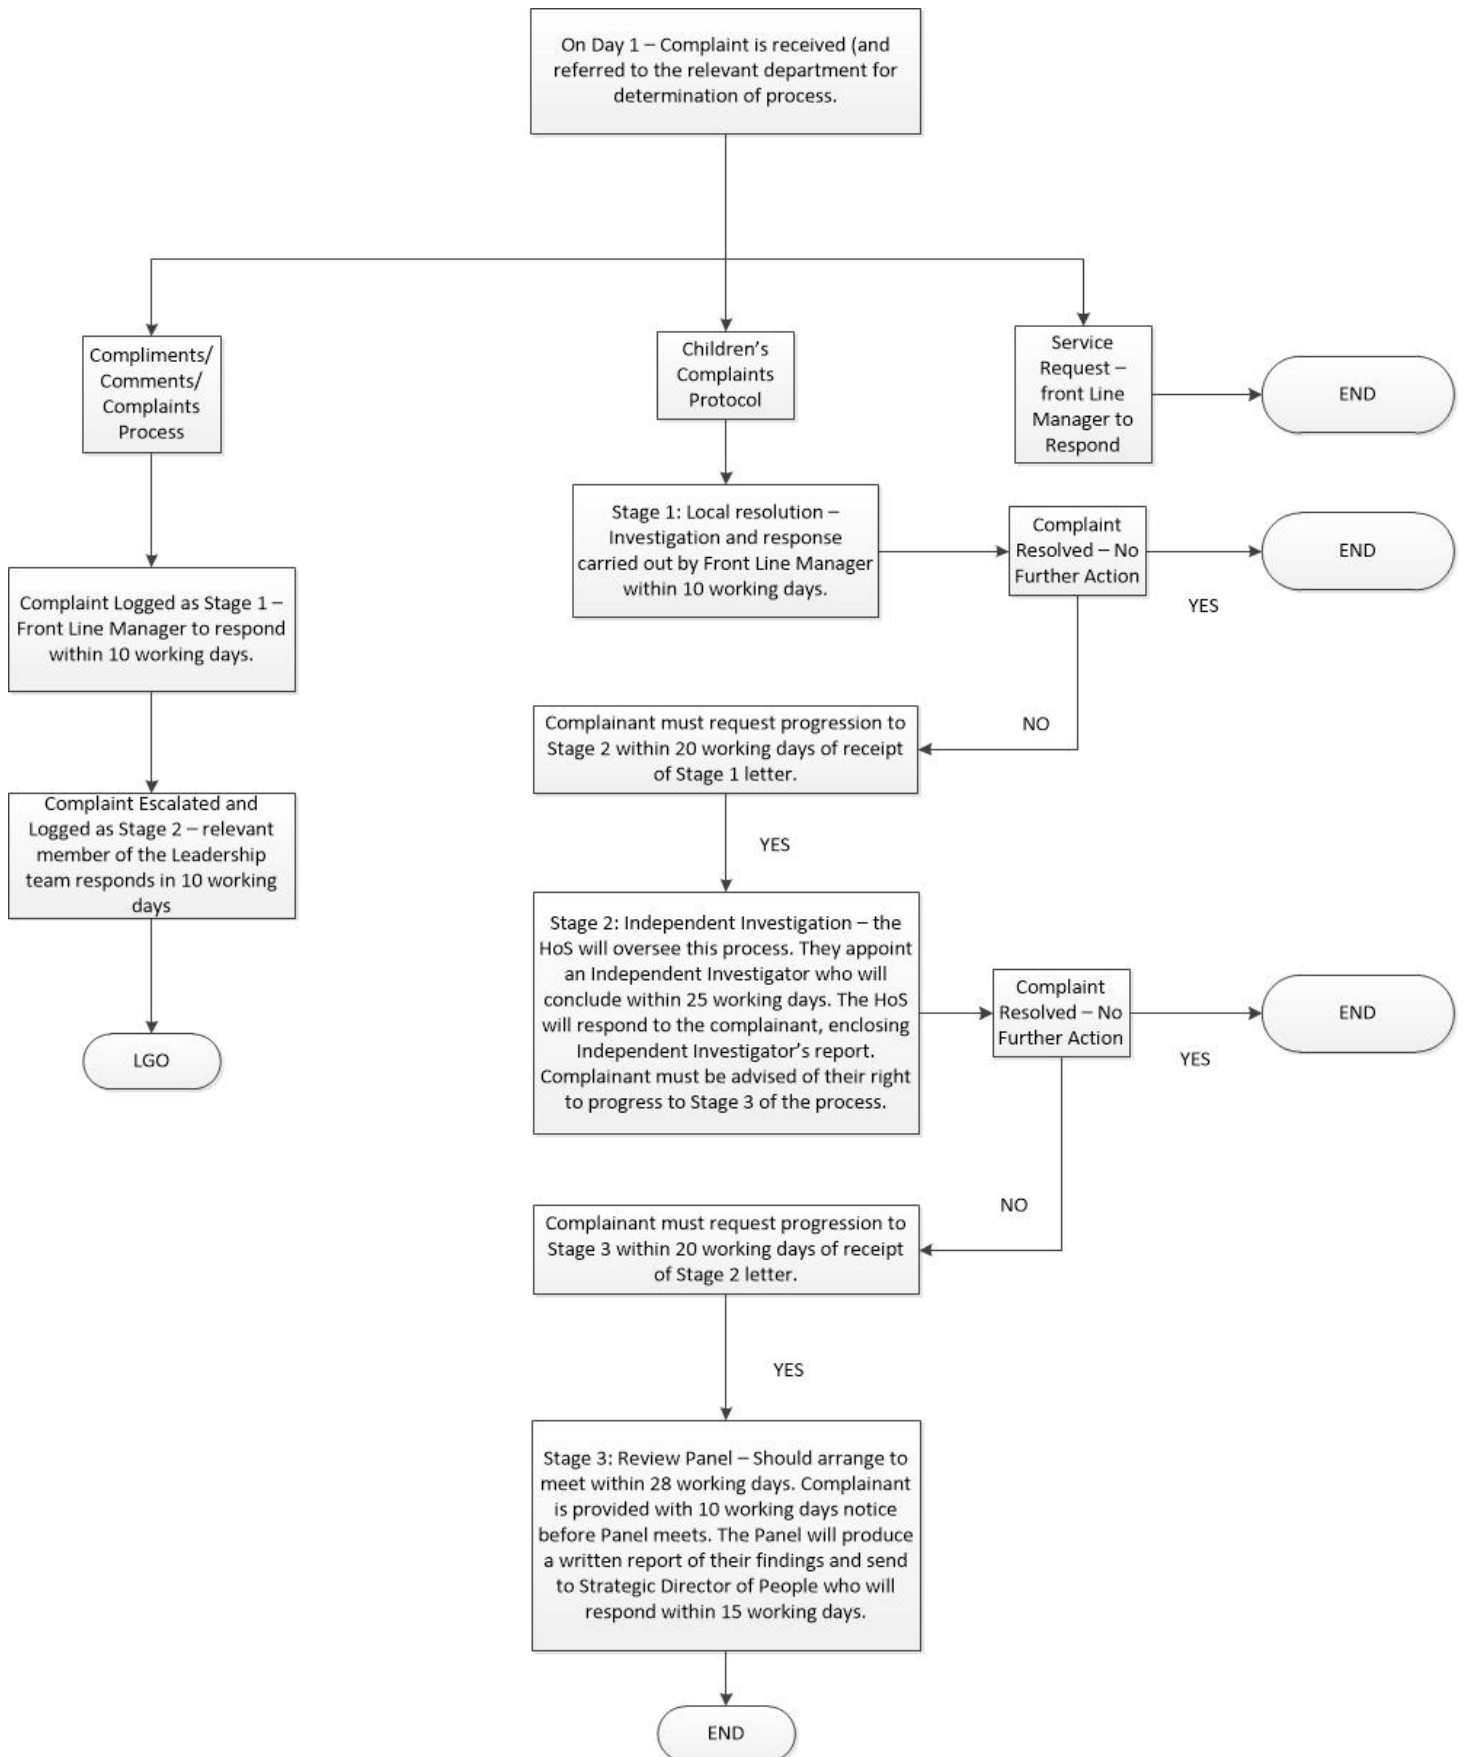 On Day 1 – Complaint is received (and
referred to the relevant department for
determination of process.
Compliments/
Comments/
Complaints
Process
Children's
Complaints
Protocol
Service
Request –
front Line
Manager to
Respond
END
Stage 1: Local resolution –
Investigation and response
carried out by Front Line Manager
within 10 working days.
Complaint
Resolved – No
Further Action
END
YES
Complaint Logged as Stage 1 –
Front Line Manager to respond
within 10 working days.
NO
Complainant must request progression to
Stage 2 within 20 working days of receipt
of Stage 1 letter.
Complaint Escalated and
Logged as Stage 2 – relevant
member of the Leadership
team responds in 10 working
days
YES
Stage 2: Independent Investigation – the
HoS will oversee this process. They appoint
an Independent Investigator who will
conclude within 25 working days. The HoS
will respond to the complainant, enclosing
Independent Investigator's report.
Complainant must be advised of their right
to progress to Stage 3 of the process.
Complaint
Resolved – No
Further Action
END
YES
LGO
NO
Complainant must request progression to
Stage 3 within 20 working days of receipt
of Stage 2 letter.
YES
Stage 3: Review Panel – Should arrange to
meet within 28 working days. Complainant
is provided with 10 working days notice
before Panel meets. The Panel will produce
a written report of their findings and send
to Strategic Director of People who will
respond within 15 working days.
END